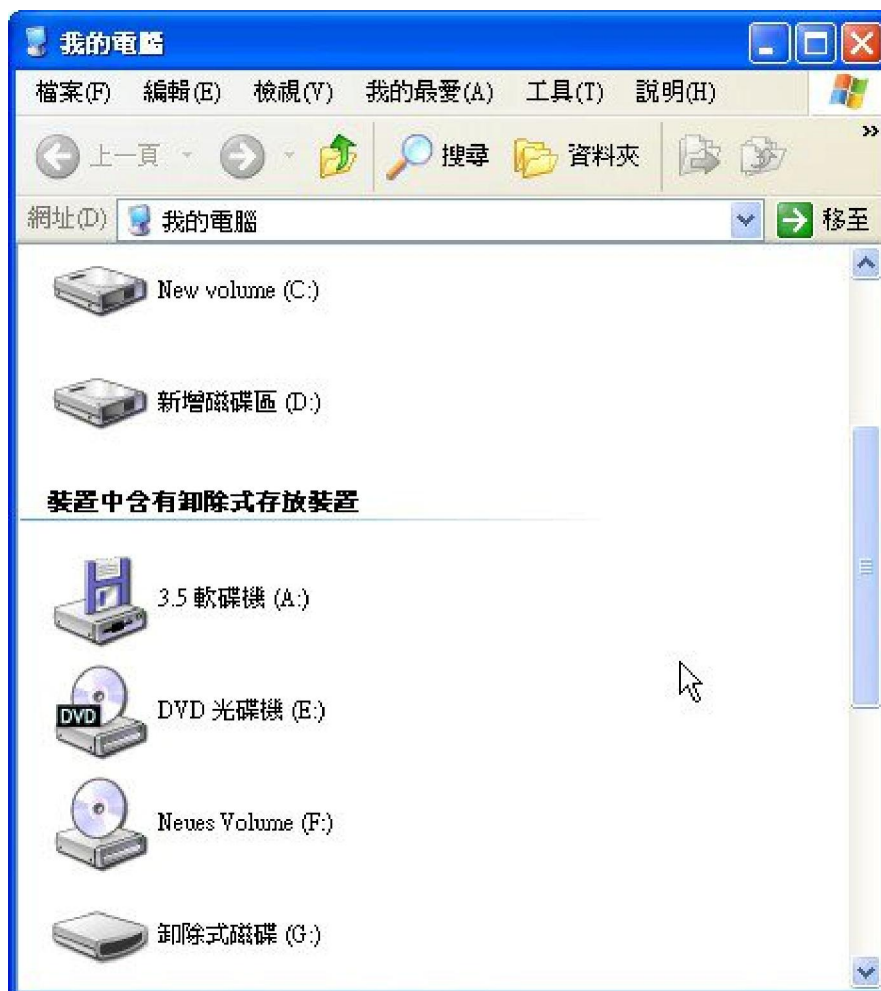 我的電腦
檔案(F) 編輯(E) 檢視(V) 我的最愛(A) 工具(T) 說明(H)
上一頁 搜尋 資料夾 »
網址(D) 我的電腦 移至
New volume (C:)
新增磁碟區 (D:)
裝置中含有卸除式存放裝置
3.5 軟碟機 (A:)
DVD DVD 光碟機 (E:)
Neues Volume (F:)
卸除式磁碟 (G:)